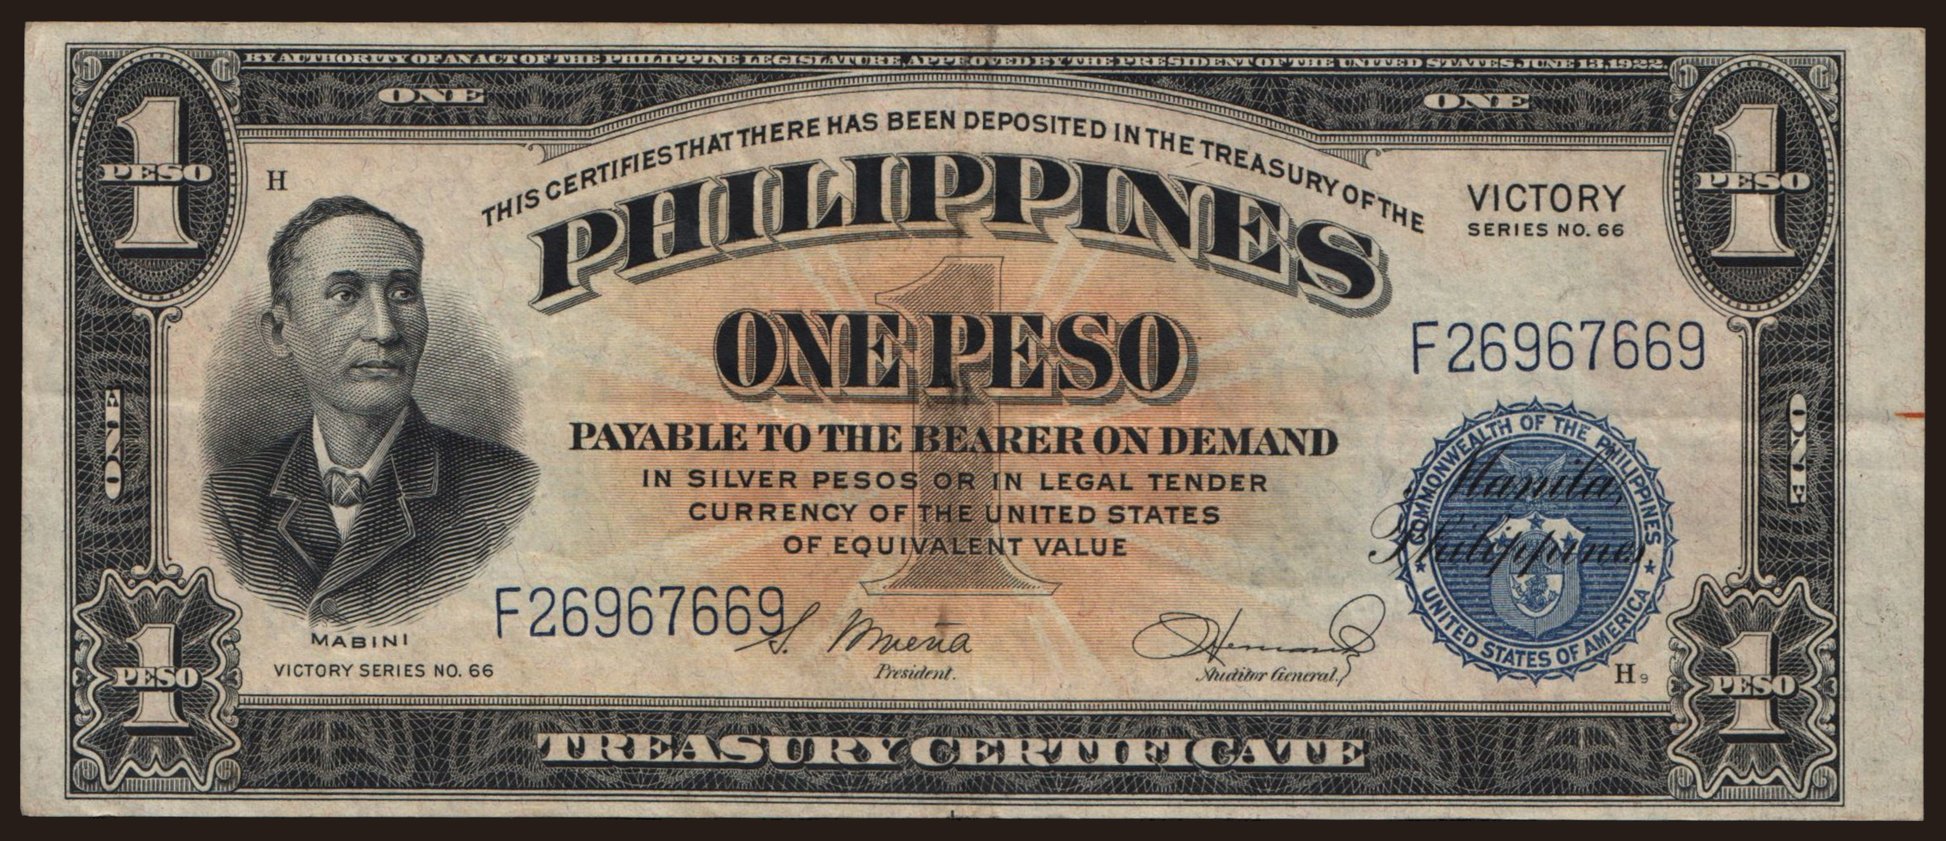 BY AUTHORITY OF AN ACT OF THE PHILIPPINE LEGISLATURE, APPROVED BY THE PRESIDENT OF THE UNITED STATES, JUNE 13, 1922.
ONE ONE
1 PESO 1 PESO
THIS CERTIFIES THAT THERE HAS BEEN DEPOSITED IN THE TREASURY OF THE
H
PHILIPPINES
VICTORY
SERIES NO. 66
1
ONE PESO
F26967669
ONE ONE
PAYABLE TO THE BEARER ON DEMAND
IN SILVER PESOS OR IN LEGAL TENDER
CURRENCY OF THE UNITED STATES
OF EQUIVALENT VALUE
COMMONWEALTH OF THE PHILIPPINES
Manila,
Philippines
UNITED STATES OF AMERICA
F26967669
MABINI
VICTORY SERIES NO. 66
S. Osmeña
President.
Auditor General.
H9
1 PESO 1 PESO
TREASURY CERTIFICATE